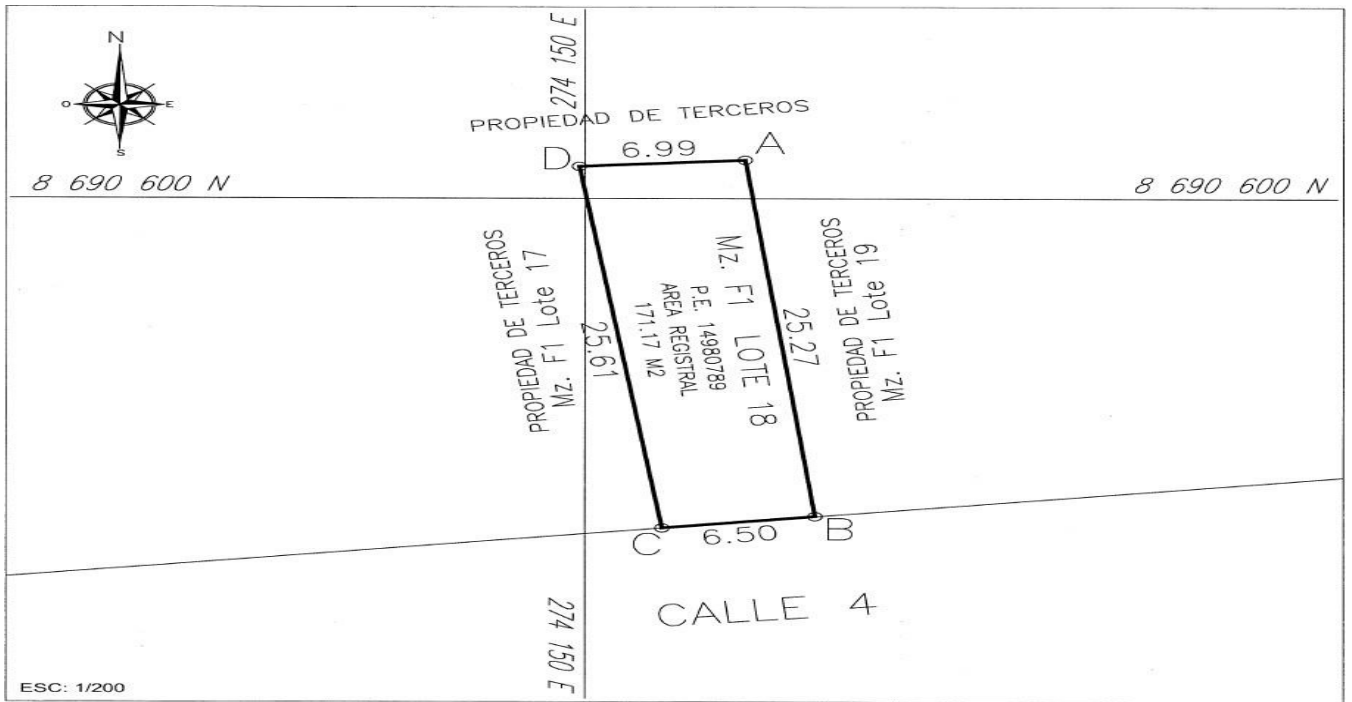 N
O
E
S
274 150 E
PROPIEDAD DE TERCEROS
D
6.99
A
8 690 600 N
8 690 600 N
PROPIEDAD DE TERCEROS
Mz. F1 Lote 17
25.61
Mz. F1 LOTE 18
P.E. 14980789
AREA REGISTRAL
171.17 M2
25.27
PROPIEDAD DE TERCEROS
Mz. F1 Lote 19
C
6.50
B
CALLE 4
274 150 E
ESC: 1/200